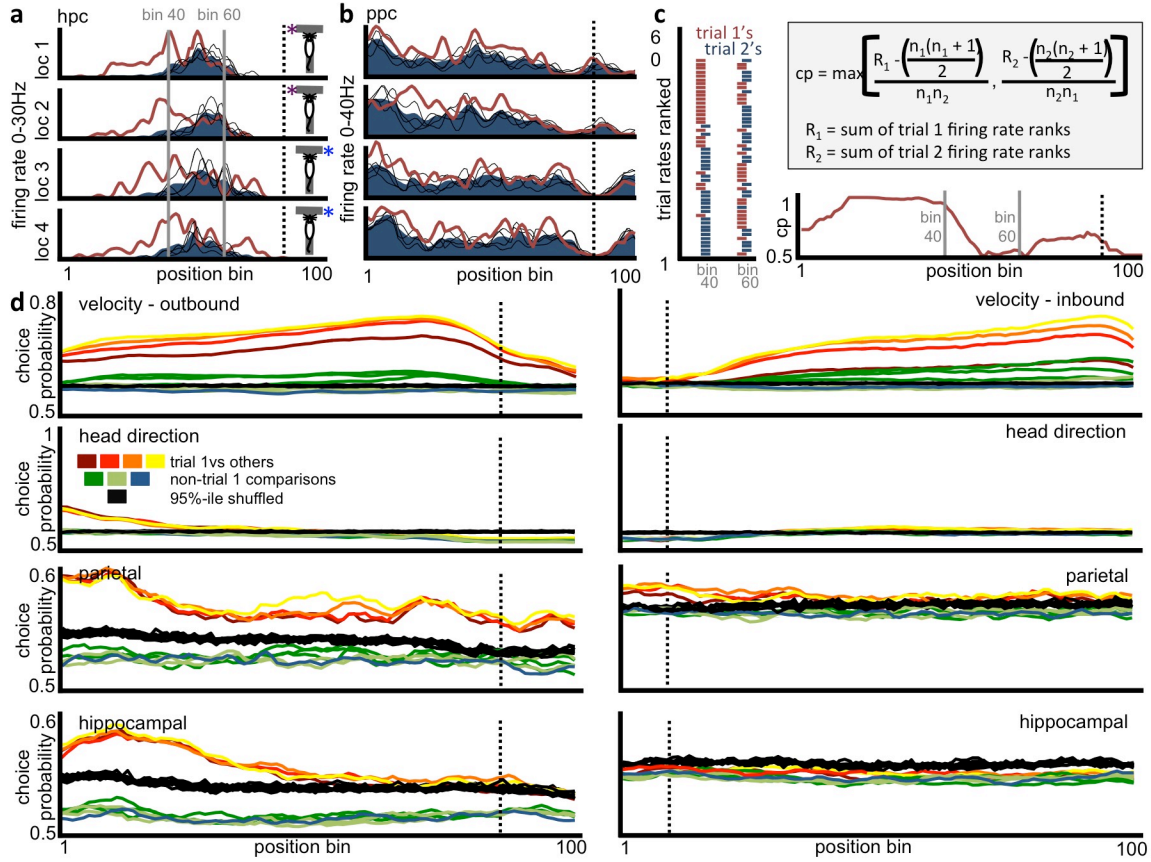 a
hpc
bin 40
bin 60
firing rate 0-30Hz
loc 1
*
loc 2
*
loc 3
*
loc 4
*
1
position bin
100
b
ppc
firing rate 0-40Hz
1
position bin
100
c
trial 1's
trial 2's
6
0
trial rates ranked
1
bin
40
bin
60
cp = max [ R1 - (n1(n1 + 1) / 2) / n1n2 , R2 - (n2(n2 + 1) / 2) / n2n1 ]
R1 = sum of trial 1 firing rate ranks
R2 = sum of trial 2 firing rate ranks
cp
1
0.5
bin
40
bin
60
1
position bin
100
d
0.8
velocity - outbound
choice
probability
0.5
velocity - inbound
1
head direction
choice
probability
0.5
trial 1vs others
non-trial 1 comparisons
95%-ile shuffled
head direction
0.6
parietal
choice
probability
0.5
parietal
0.6
hippocampal
choice
probability
0.5
1
position bin
100
hippocampal
1
position bin
100